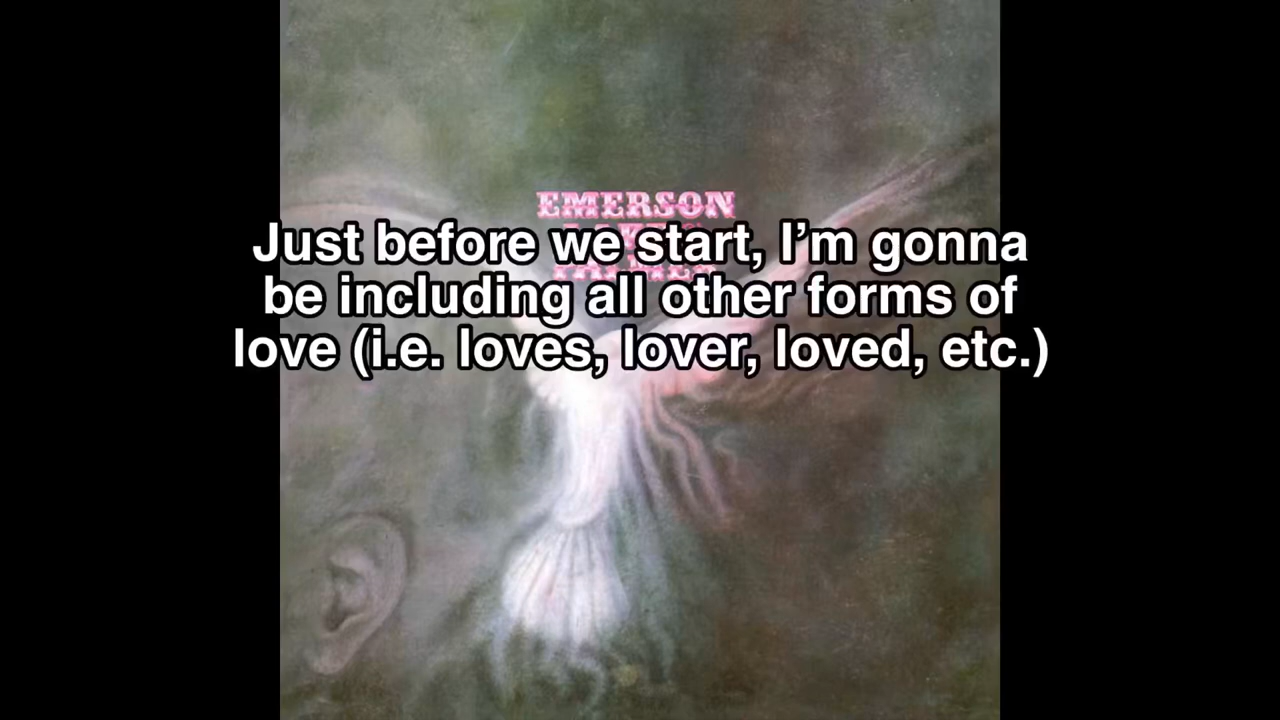 EMERSON
Just before we start, I’m gonna
be including all other forms of
love (i.e. loves, lover, loved, etc.)